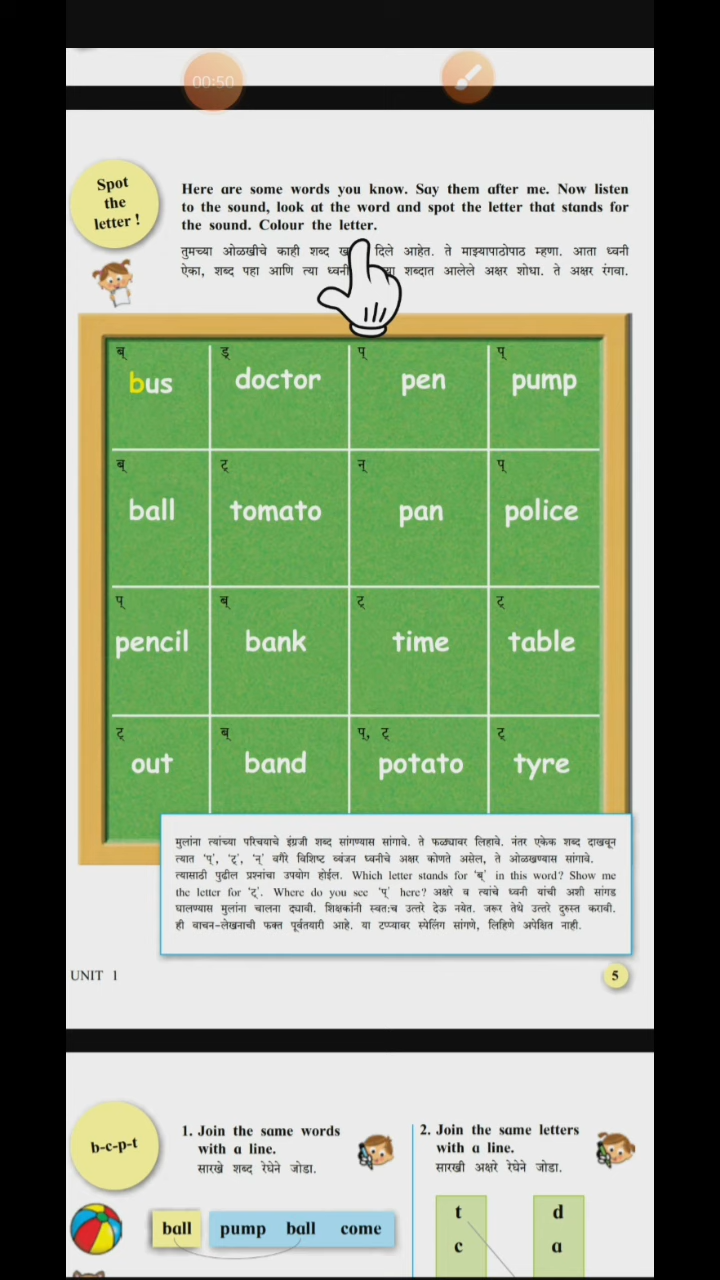 00:50
Spot
the
letter !
Here are some words you know. Say them after me. Now listen
to the sound, look at the word and spot the letter that stands for
the sound. Colour the letter.
तुमच्या ओळखीचे काही शब्द दिले आहेत. ते माझ्यापाठोपाठ म्हणा. आता ध्वनी
ऐका, शब्द पहा आणि त्या ध्वनी शब्दात आलेले अक्षर शोधा. ते अक्षर रंगवा.
ब् ड् प् प्
bus doctor pen pump
ब् ट् न् प्
ball tomato pan police
प् ब् ट् ट्
pencil bank time table
ट् ब् प्, ट् ट्
out band potato tyre
मुलांना त्यांच्या परिचयाचे इंग्रजी शब्द सांगण्यास सांगावे. ते फळ्यावर लिहावे. नंतर एकेक शब्द दाखवून
त्यात ‘प्’, ‘ट्’, ‘न्’ वगैरे विशिष्ट व्यंजन ध्वनीचे अक्षर कोणते असेल, ते ओळखण्यास सांगावे.
त्यासाठी पुढील प्रश्नांचा उपयोग होईल. Which letter stands for ‘ब्’ in this word? Show me
the letter for ‘ट्’. Where do you see ‘प्’ here? अक्षरे व त्यांचे ध्वनी यांची अशी सांगड
घालण्यास मुलांना चालना द्यावी. शिक्षकांनी स्वतःच उत्तरे देऊ नयेत. जरूर तेथे उत्तरे दुरुस्त करावी.
ही वाचन-लेखनाची फक्त पूर्वतयारी आहे. या टप्प्यावर स्पेलिंग सांगणे, लिहिणे अपेक्षित नाही.
UNIT 1
5
b-c-p-t
1. Join the same words
with a line.
सारखे शब्द रेघेने जोडा.
ball pump ball come
2. Join the same letters
with a line.
सारखी अक्षरे रेघेने जोडा.
t d
c a